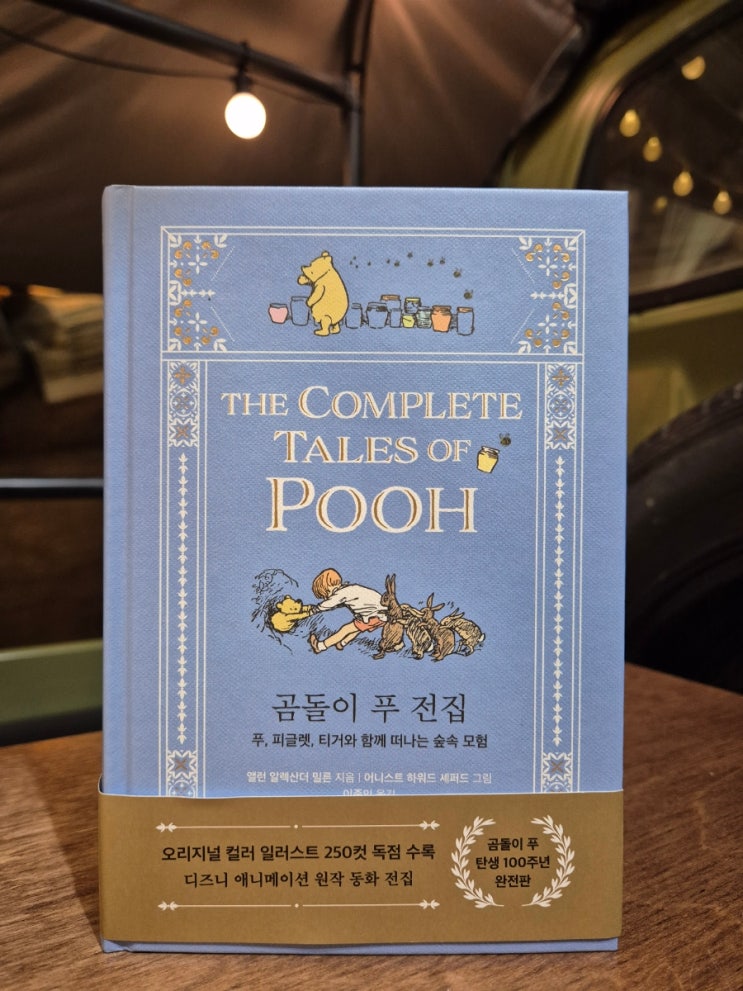 THE COMPLETE
TALES OF
POOH
곰돌이 푸 전집
푸, 피글렛, 티거와 함께 떠나는 숲속 모험
앨런 알렉산더 밀른 지음 | 어니스트 하워드 셰퍼드 그림
오리지널 컬러 일러스트 250컷 독점 수록
디즈니 애니메이션 원작 동화 전집
곰돌이 푸
탄생 100주년
완전판